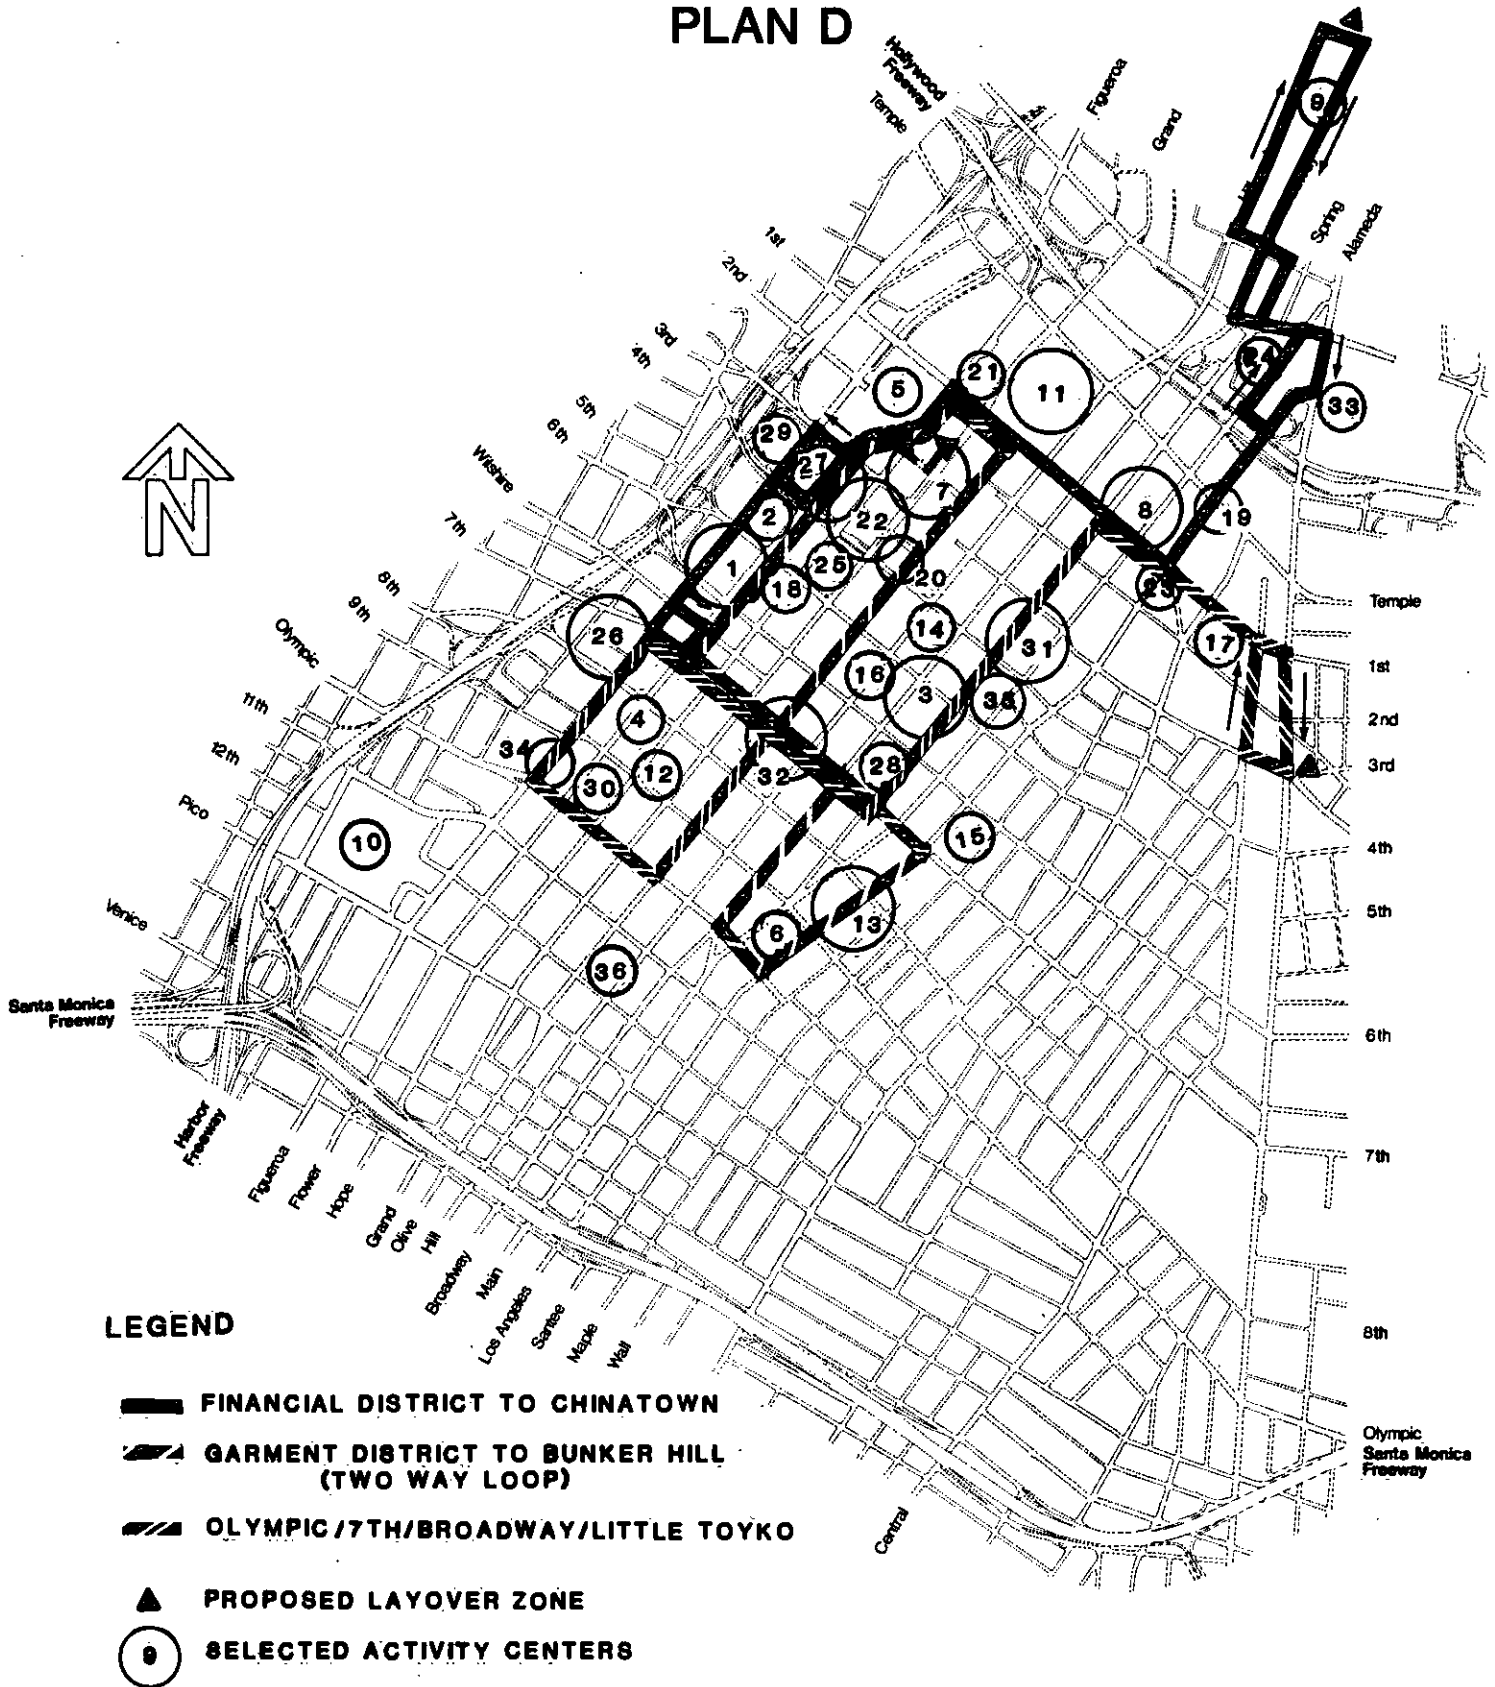 PLAN D
Hollywood
Freeway
Temple
Figueroa
Grand
Spring
Alameda
1st
2nd
3rd
4th
5th
6th
Wilshire
7th
8th
9th
Olympic
11th
12th
Pico
Venice
Santa Monica
Freeway
Harbor
Freeway
Figueroa
Flower
Hope
Grand
Olive
Hill
Broadway
Main
Los Angeles
Santee
Maple
Wall
Central
Temple
1st
2nd
3rd
4th
5th
6th
7th
8th
Olympic
Santa Monica
Freeway
N
9
24
33
5
21
11
29
27
7
2
22
8
19
1
25
20
18
23
26
14
31
17
16
3
35
4
34
12
32
28
30
10
15
6
13
36
LEGEND
FINANCIAL DISTRICT TO CHINATOWN
GARMENT DISTRICT TO BUNKER HILL
(TWO WAY LOOP)
OLYMPIC/7TH/BROADWAY/LITTLE TOYKO
PROPOSED LAYOVER ZONE
9 SELECTED ACTIVITY CENTERS